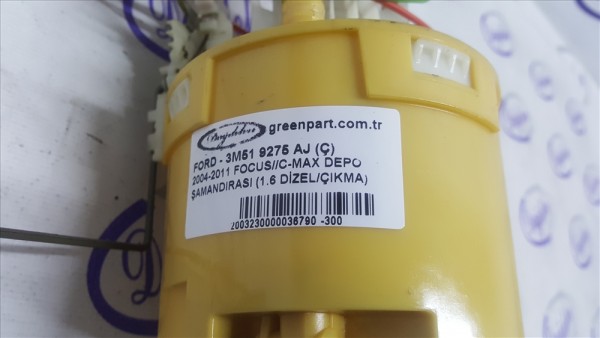 greenpart.com.tr
FORD - 3M51 9275 AJ (Ç)
2004-2011 FOCUS//C-MAX DEPO
ŞAMANDIRASI (1.6 DİZEL/ÇIKMA)
2003230000036790 -300